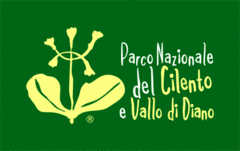 Parco Nazionale
del Cilento
e Vallo di Diano
®